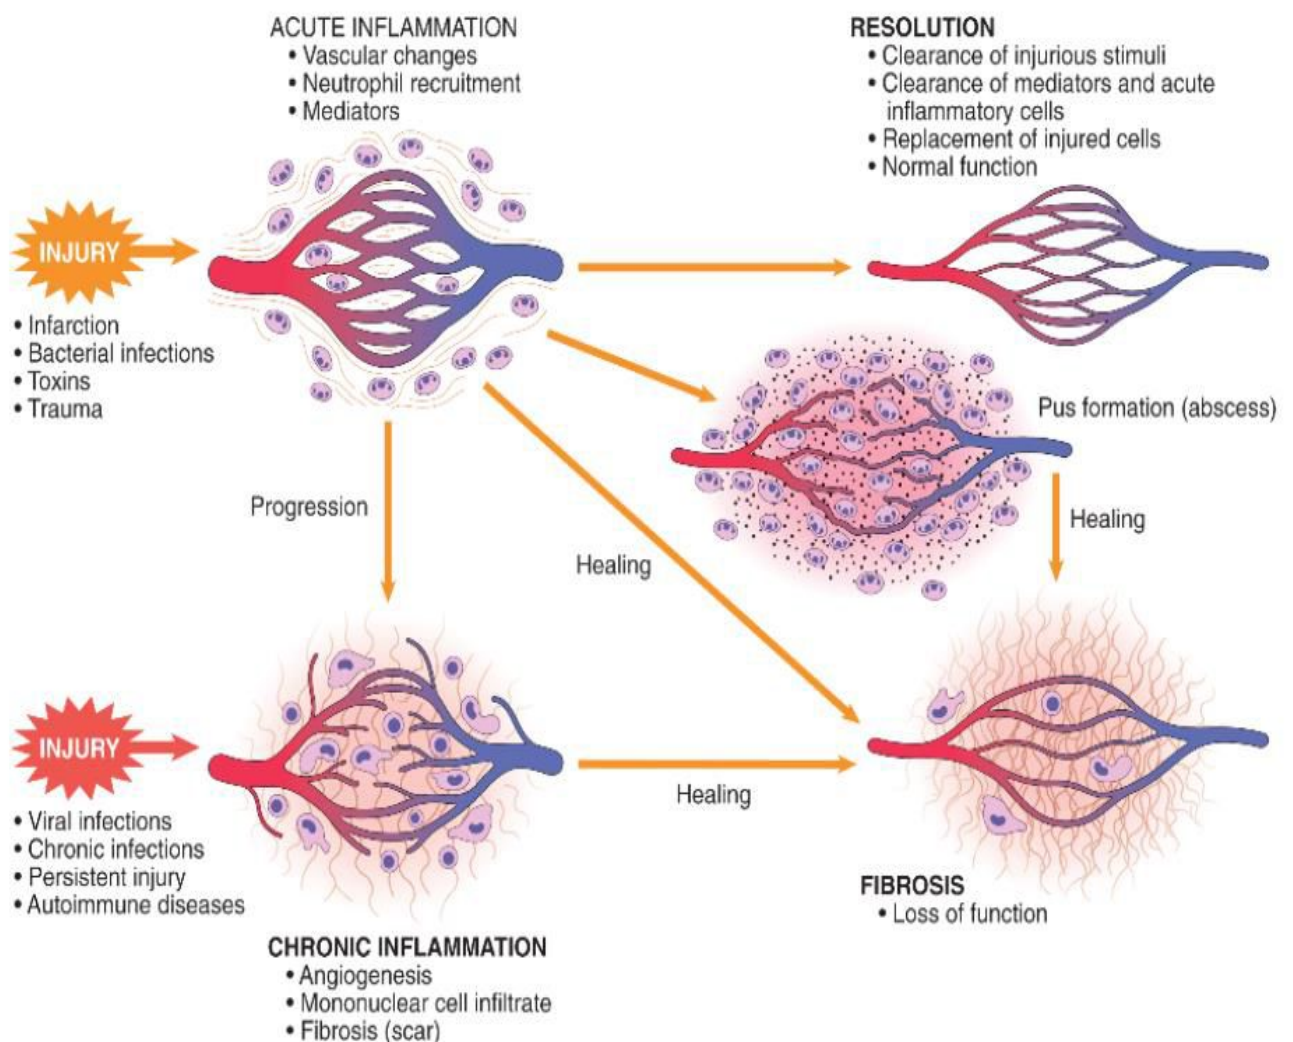 ACUTE INFLAMMATION
• Vascular changes
• Neutrophil recruitment
• Mediators
RESOLUTION
• Clearance of injurious stimuli
• Clearance of mediators and acute
inflammatory cells
• Replacement of injured cells
• Normal function
INJURY
• Infarction
• Bacterial infections
• Toxins
• Trauma
Pus formation (abscess)
Progression
Healing
Healing
INJURY
• Viral infections
• Chronic infections
• Persistent injury
• Autoimmune diseases
Healing
FIBROSIS
• Loss of function
CHRONIC INFLAMMATION
• Angiogenesis
• Mononuclear cell infiltrate
• Fibrosis (scar)